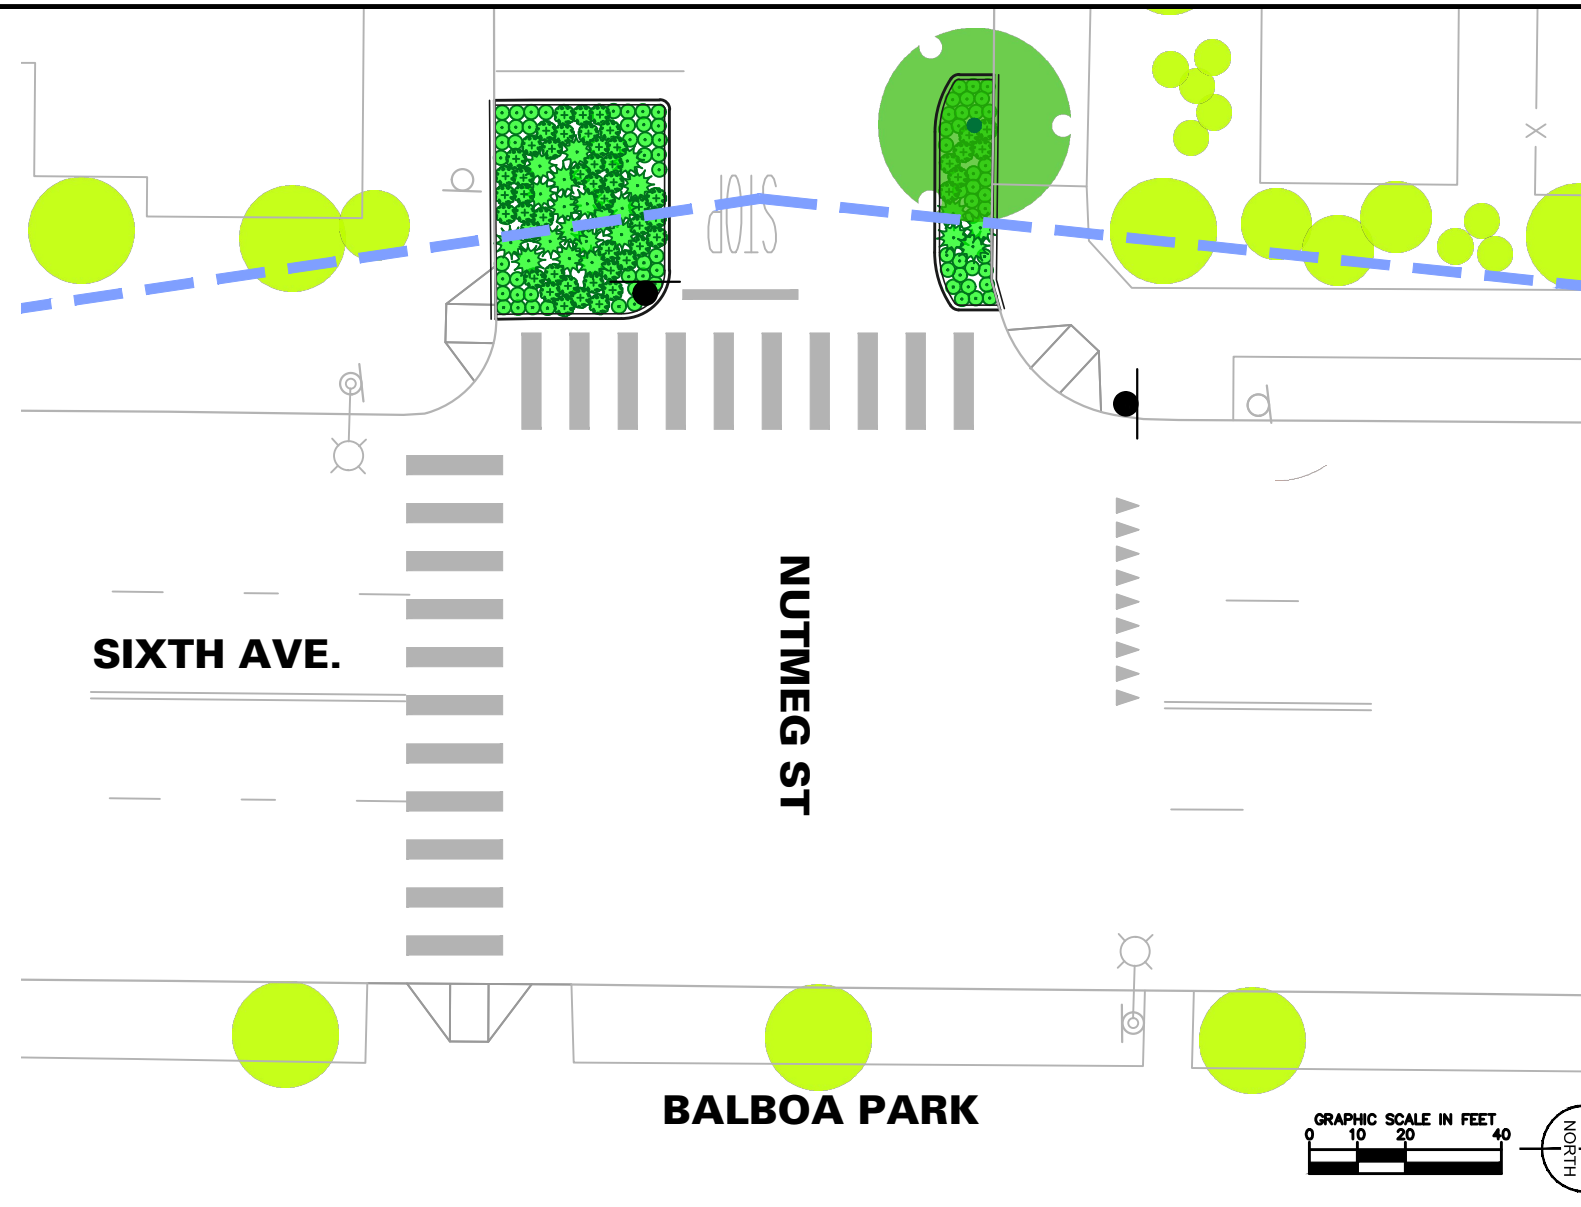 STOP
SIXTH AVE.
NUTMEG ST
BALBOA PARK
GRAPHIC SCALE IN FEET
0 10 20 40
NORTH